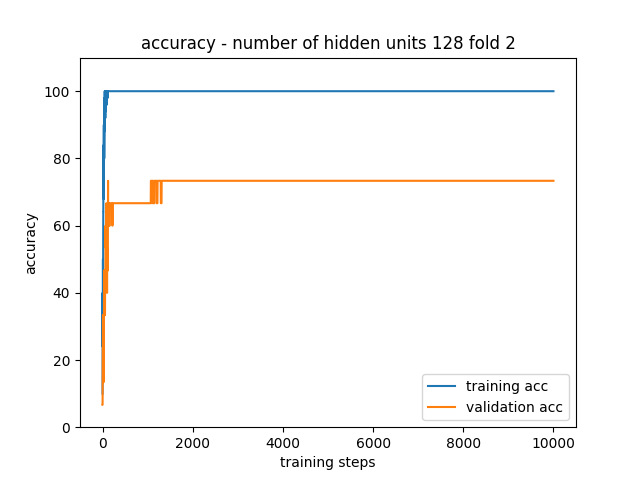 accuracy - number of hidden units 128 fold 2
100
80
60
40
20
0
accuracy
0 2000 4000 6000 8000 10000
training steps
training acc
validation acc